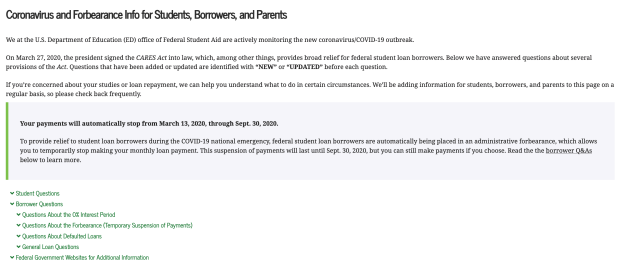 Coronavirus and Forbearance Info for Students, Borrowers, and Parents
We at the U.S. Department of Education (ED) office of Federal Student Aid are actively monitoring the new coronavirus/COVID-19 outbreak.
On March 27, 2020, the president signed the CARES Act into law, which, among other things, provides broad relief for federal student loan borrowers. Below we have answered questions about several
provisions of the Act. Questions that have been added or updated are identified with “NEW” or “UPDATED” before each question.
If you're concerned about your studies or loan repayment, we can help you understand what to do in certain circumstances. We'll be adding information for students, borrowers, and parents to this page on a
regular basis, so please check back frequently.
Your payments will automatically stop from March 13, 2020, through Sept. 30, 2020.
To provide relief to student loan borrowers during the COVID-19 national emergency, federal student loan borrowers are automatically being placed in an administrative forbearance, which allows
you to temporarily stop making your monthly loan payment. This suspension of payments will last until Sept. 30, 2020, but you can still make payments if you choose. Read the the borrower Q&As
below to learn more.
Student Questions
Borrower Questions
Questions About the 0% Interest Period
Questions About the Forbearance (Temporary Suspension of Payments)
Questions About Defaulted Loans
General Loan Questions
Federal Government Websites for Additional Information